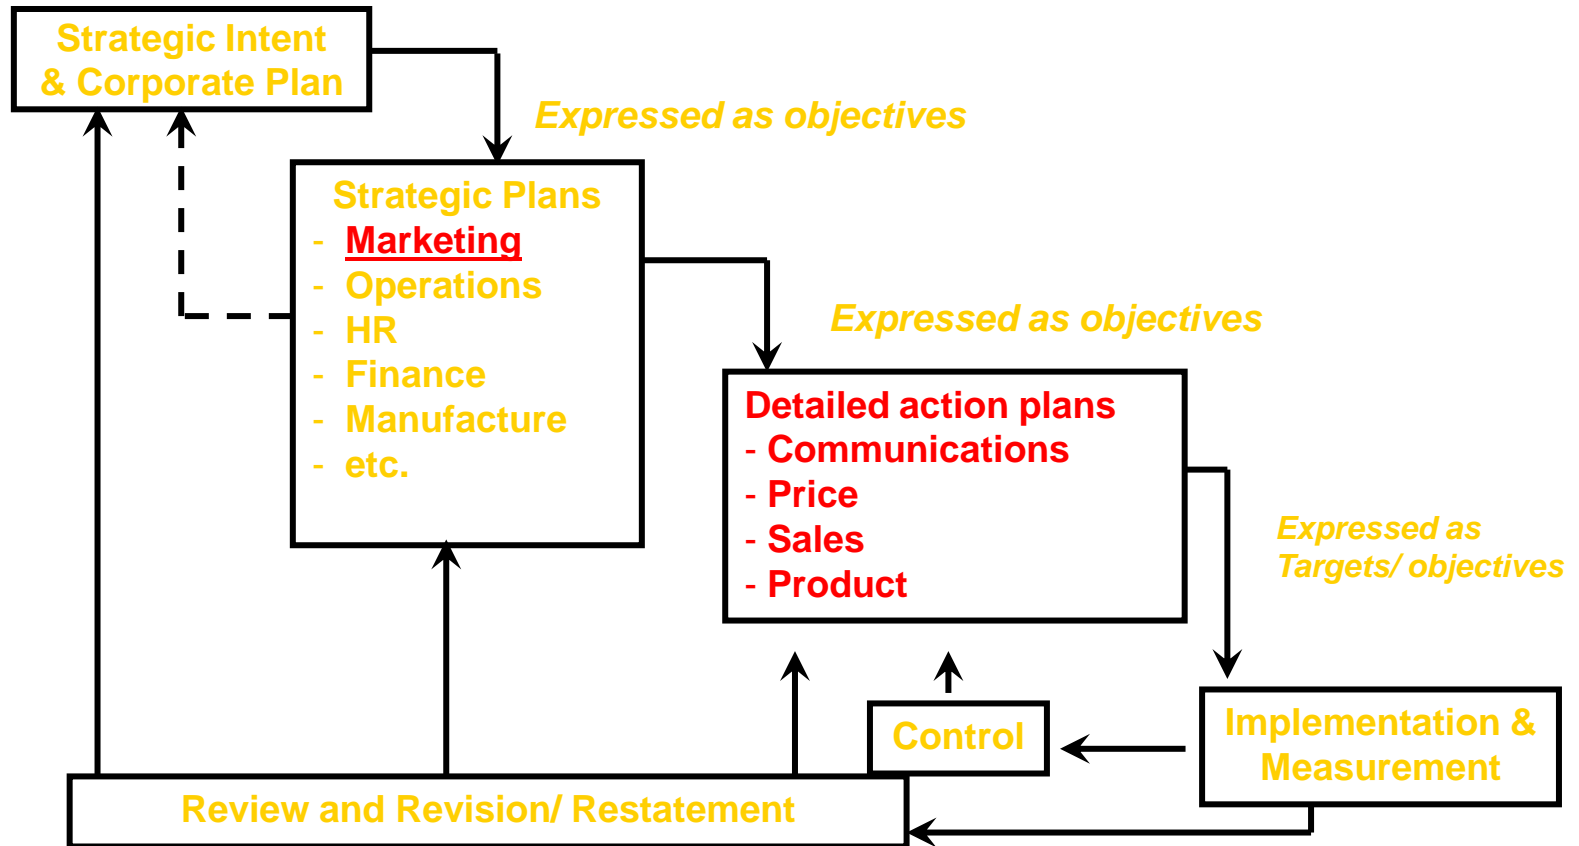 Strategic Intent
& Corporate Plan
Expressed as objectives
Strategic Plans
- Marketing
- Operations
- HR
- Finance
- Manufacture
- etc.
Expressed as objectives
Detailed action plans
- Communications
- Price
- Sales
- Product
Expressed as
Targets/ objectives
Control
Implementation &
Measurement
Review and Revision/ Restatement